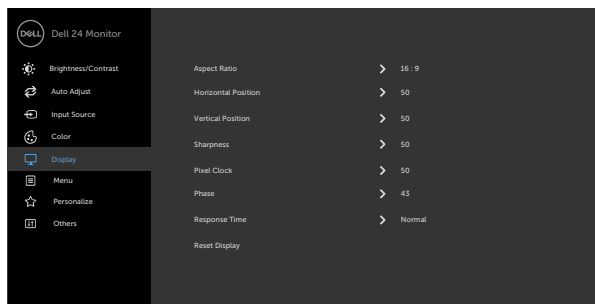 DELL Dell 24 Monitor
Brightness/Contrast
Auto Adjust
Input Source
Color
Display
Menu
Personalize
Others
Aspect Ratio 16 : 9
Horizontal Position 50
Vertical Position 50
Sharpness 50
Pixel Clock 50
Phase 43
Response Time Normal
Reset Display